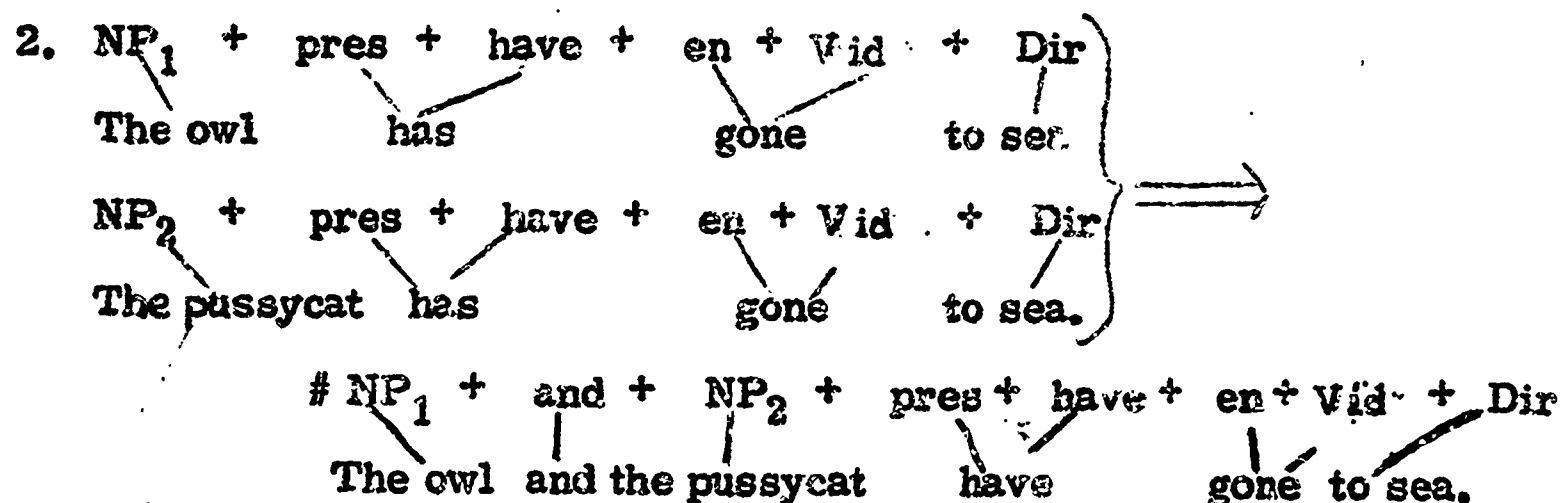 2. NP₁ + pres + have + en + Vid + Dir
The owl has gone to sea.
NP₂ + pres + have + en + Vid + Dir
The pussycat has gone to sea.
# NP₁ + and + NP₂ + pres + have + en + Vid + Dir
The owl and the pussycat have gone to sea.